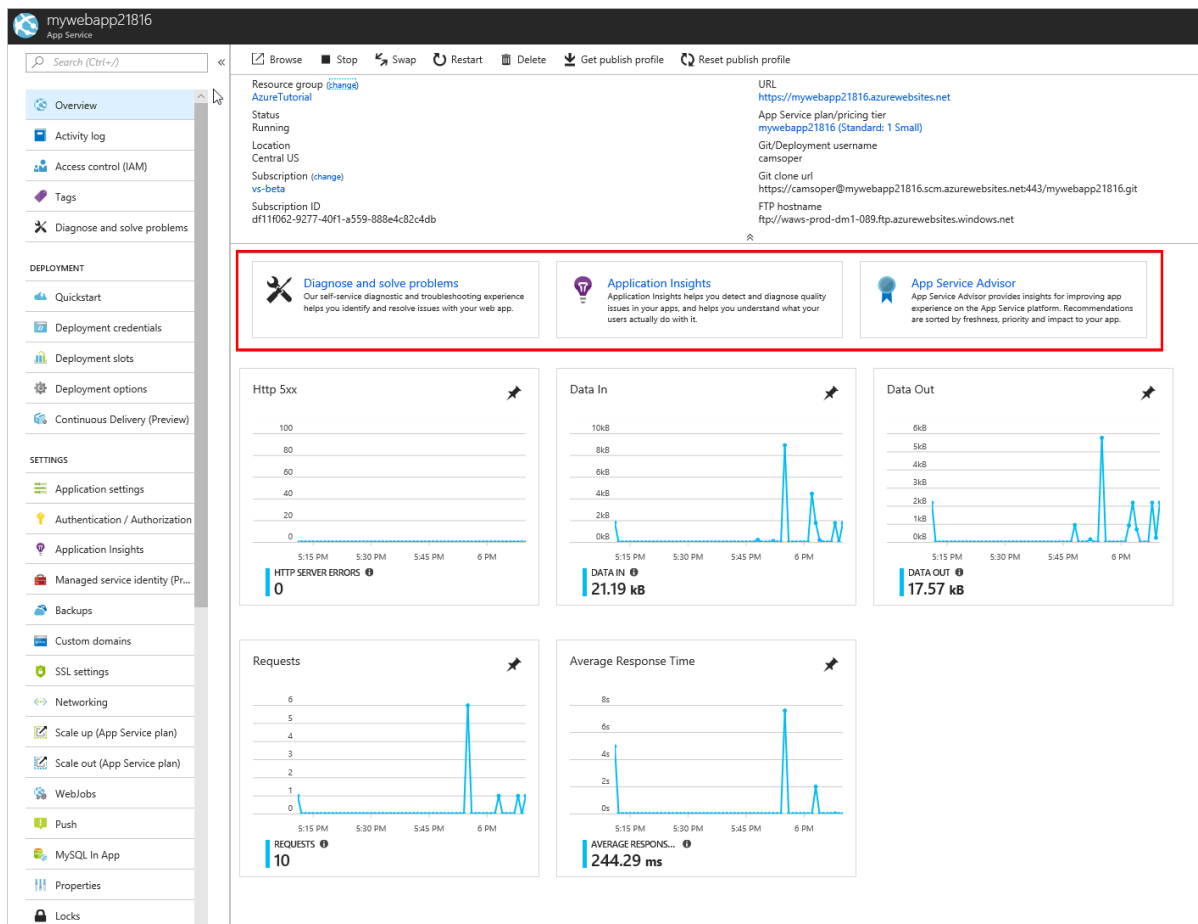 mywebapp21816
App Service
Search (Ctrl+/)
«
Overview
Activity log
Access control (IAM)
Tags
Diagnose and solve problems
DEPLOYMENT
Quickstart
Deployment credentials
Deployment slots
Deployment options
Continuous Delivery (Preview)
SETTINGS
Application settings
Authentication / Authorization
Application Insights
Managed service identity (Pr...
Backups
Custom domains
SSL settings
Networking
Scale up (App Service plan)
Scale out (App Service plan)
WebJobs
Push
MySQL In App
Properties
Locks
Browse Stop Swap Restart Delete Get publish profile Reset publish profile
Resource group (change)
AzureTutorial
Status
Running
Location
Central US
Subscription (change)
vs-beta
Subscription ID
df11f062-9277-40f1-a559-888e4c82c4db
URL
https://mywebapp21816.azurewebsites.net
App Service plan/pricing tier
mywebapp21816 (Standard: 1 Small)
Git/Deployment username
camsoper
Git clone url
https://camsoper@mywebapp21816.scm.azurewebsites.net:443/mywebapp21816.git
FTP hostname
ftp://waws-prod-dm1-089.ftp.azurewebsites.windows.net
Diagnose and solve problems
Our self-service diagnostic and troubleshooting experience
helps you identify and resolve issues with your web app.
Application Insights
Application Insights helps you detect and diagnose quality
issues in your apps, and helps you understand what your
users actually do with it.
App Service Advisor
App Service Advisor provides insights for improving app
experience on the App Service platform. Recommendations
are sorted by freshness, priority and impact to your app.
Http 5xx
100
80
60
40
20
0
5:15 PM 5:30 PM 5:45 PM 6 PM
HTTP SERVER ERRORS
0
Data In
10kB
8kB
6kB
4kB
2kB
0kB
5:15 PM 5:30 PM 5:45 PM 6 PM
DATA IN
21.19 kB
Data Out
6kB
5kB
4kB
3kB
2kB
1kB
0kB
5:15 PM 5:30 PM 5:45 PM 6 PM
DATA OUT
17.57 kB
Requests
6
5
4
3
2
1
0
5:15 PM 5:30 PM 5:45 PM 6 PM
REQUESTS
10
Average Response Time
8s
6s
4s
2s
0s
5:15 PM 5:30 PM 5:45 PM 6 PM
AVERAGE RESPONS...
244.29 ms